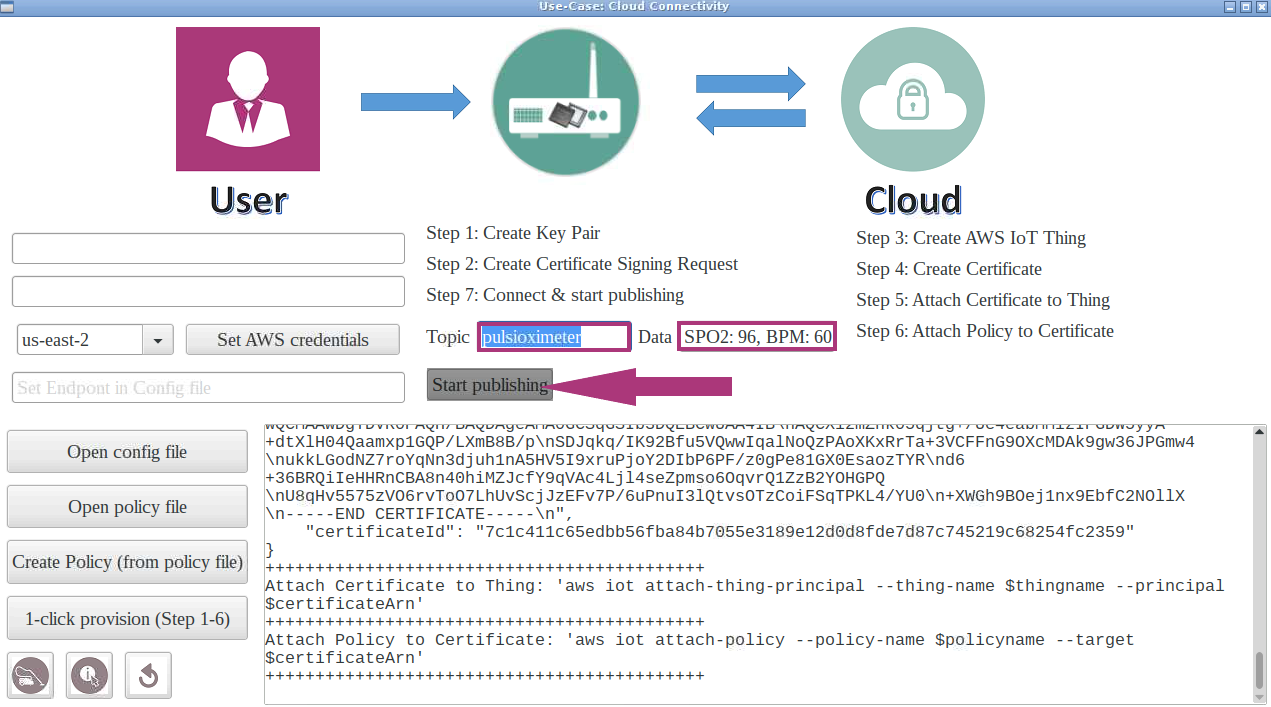 Use-Case: Cloud Connectivity
User
Cloud
Step 1: Create Key Pair
Step 2: Create Certificate Signing Request
Step 7: Connect & start publishing
Step 3: Create AWS IoT Thing
Step 4: Create Certificate
Step 5: Attach Certificate to Thing
Step 6: Attach Policy to Certificate
us-east-2
Set AWS credentials
Topic pulsioximeter Data SPO2: 96, BPM: 60
Set Endpont in Config file
Start publishing
Open config file
Open policy file
Create Policy (from policy file)
1-click provision (Step 1-6)
+dtXlH04Qaamxp1GQP/LXmB8B/p\nSDJqkq/IK92Bfu5VQwwIqalNoQzPAoXKxRrTa+3VCFFnG9OXcMDAk9gw36JPGmw4
\nukkLGodNZ7roYqNn3djuh1nA5HV5I9xruPjoY2DIbP6PF/z0gPe81GX0EsaozTYR\nd6
+36BRQiIeHHRnCBA8n40hiMZJcfY9qVAc4Ljl4seZpmso6OqvrQ1ZzB2YOHGPQ
\nU8qHv5575zVO6rvToO7LhUvScjJzEFv7P/6uPnuI3lQtvsOTzCoiFSqTPKL4/YU0\n+XWGh9BOej1nx9EbfC2NOllX
\n-----END CERTIFICATE-----\n",
"certificateId": "7c1c411c65edbb56fba84b7055e3189e12d0d8fde7d87c745219c68254fc2359"
}
++++++++++++++++++++++++++++++++++++++++++++
Attach Certificate to Thing: 'aws iot attach-thing-principal --thing-name $thingname --principal
$certificateArn'
++++++++++++++++++++++++++++++++++++++++++++
Attach Policy to Certificate: 'aws iot attach-policy --policy-name $policyname --target
$certificateArn'
++++++++++++++++++++++++++++++++++++++++++++